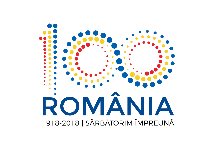 100
ROMÂNIA
1918-2018 | SĂRBĂTORIM ÎMPREUNĂ